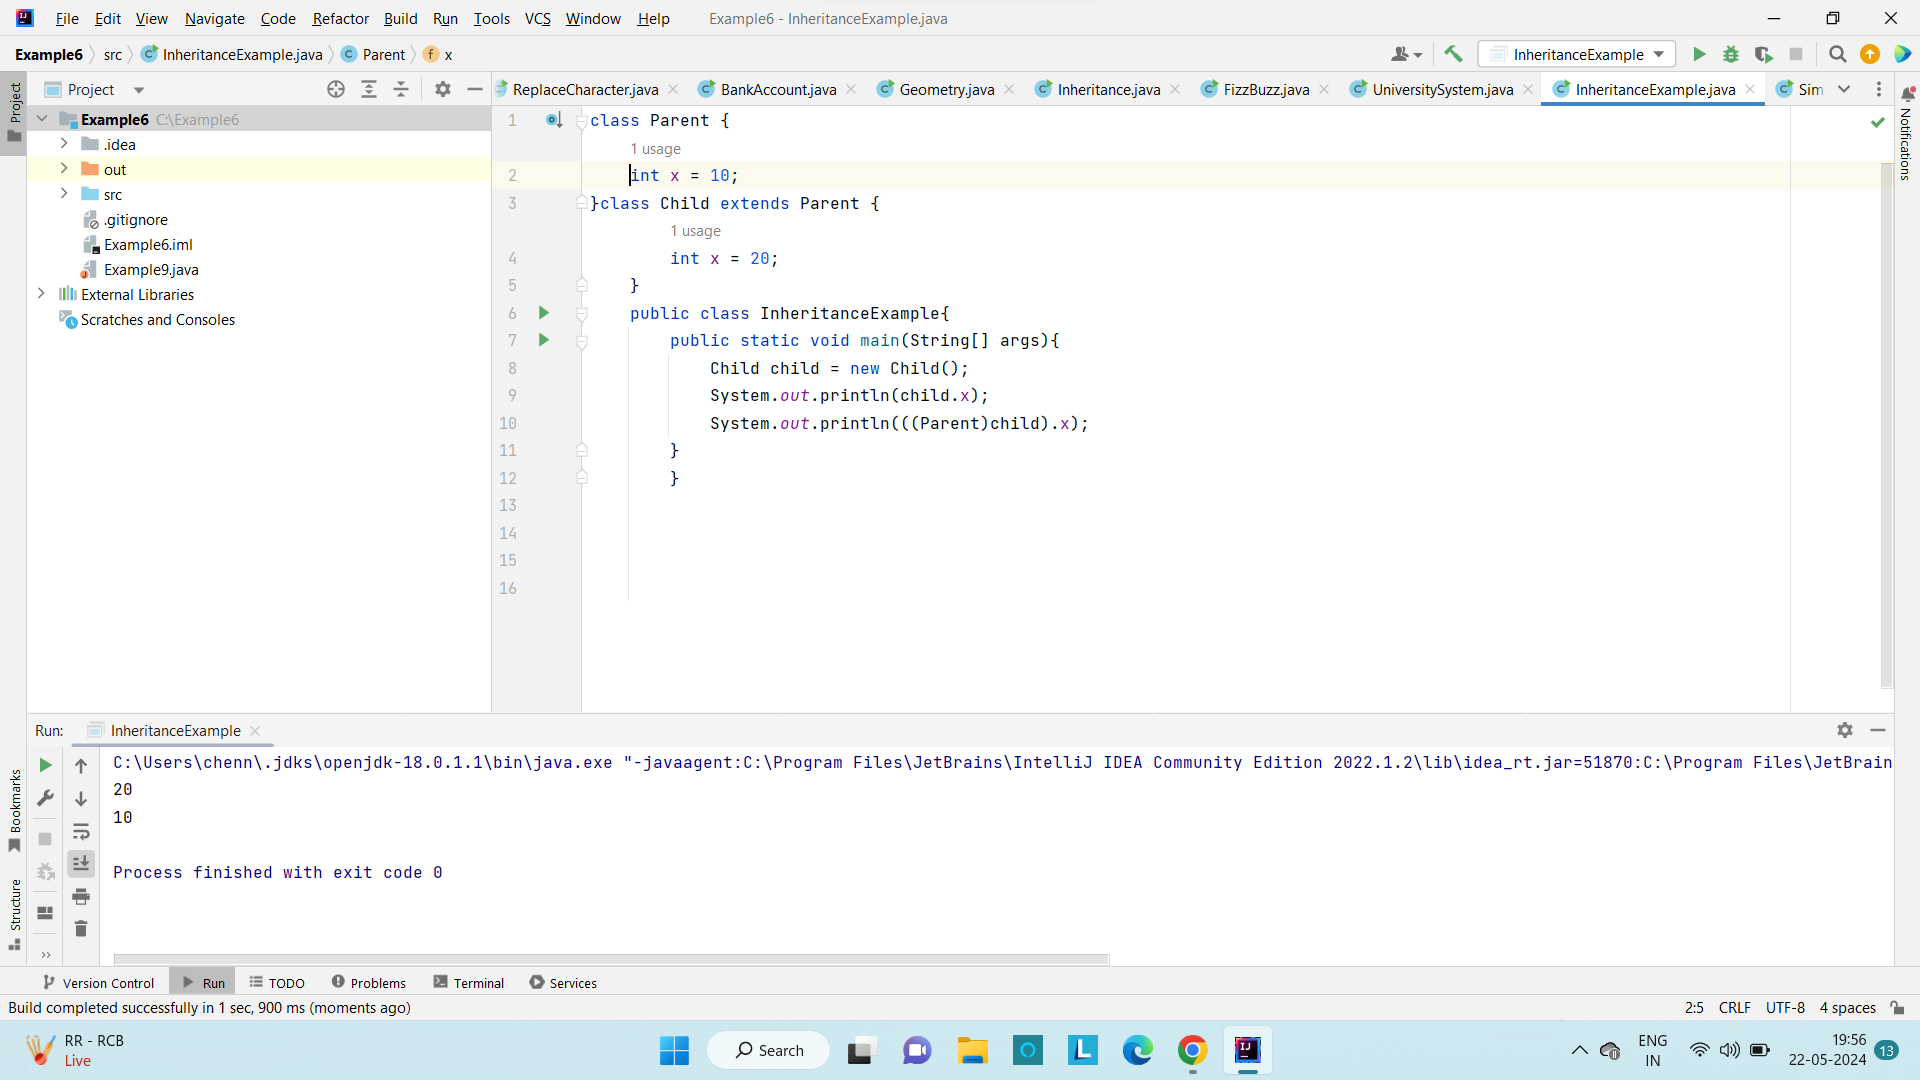 File Edit View Navigate Code Refactor Build Run Tools VCS Window Help Example6 - InheritanceExample.java
Example6 src InheritanceExample.java Parent x
InheritanceExample
Project
Project
ReplaceCharacter.java BankAccount.java Geometry.java Inheritance.java FizzBuzz.java UniversitySystem.java InheritanceExample.java Sim
Notifications
Example6 C:\Example6
.idea
out
src
.gitignore
Example6.iml
Example9.java
External Libraries
Scratches and Consoles
1 class Parent {
1 usage
2 int x = 10;
3 }class Child extends Parent {
1 usage
4 int x = 20;
5 }
6 public class InheritanceExample{
7 public static void main(String[] args){
8 Child child = new Child();
9 System.out.println(child.x);
10 System.out.println(((Parent)child).x);
11 }
12 }
13
14
15
16
Run: InheritanceExample
C:\Users\chenn\.jdks\openjdk-18.0.1.1\bin\java.exe "-javaagent:C:\Program Files\JetBrains\IntelliJ IDEA Community Edition 2022.1.2\lib\idea_rt.jar=51870:C:\Program Files\JetBrain
20
10
Process finished with exit code 0
Bookmarks
Structure
Version Control Run TODO Problems Terminal Services
Build completed successfully in 1 sec, 900 ms (moments ago) 2:5 CRLF UTF-8 4 spaces
RR - RCB
Live
Search
ENG
IN
19:56
22-05-2024
13